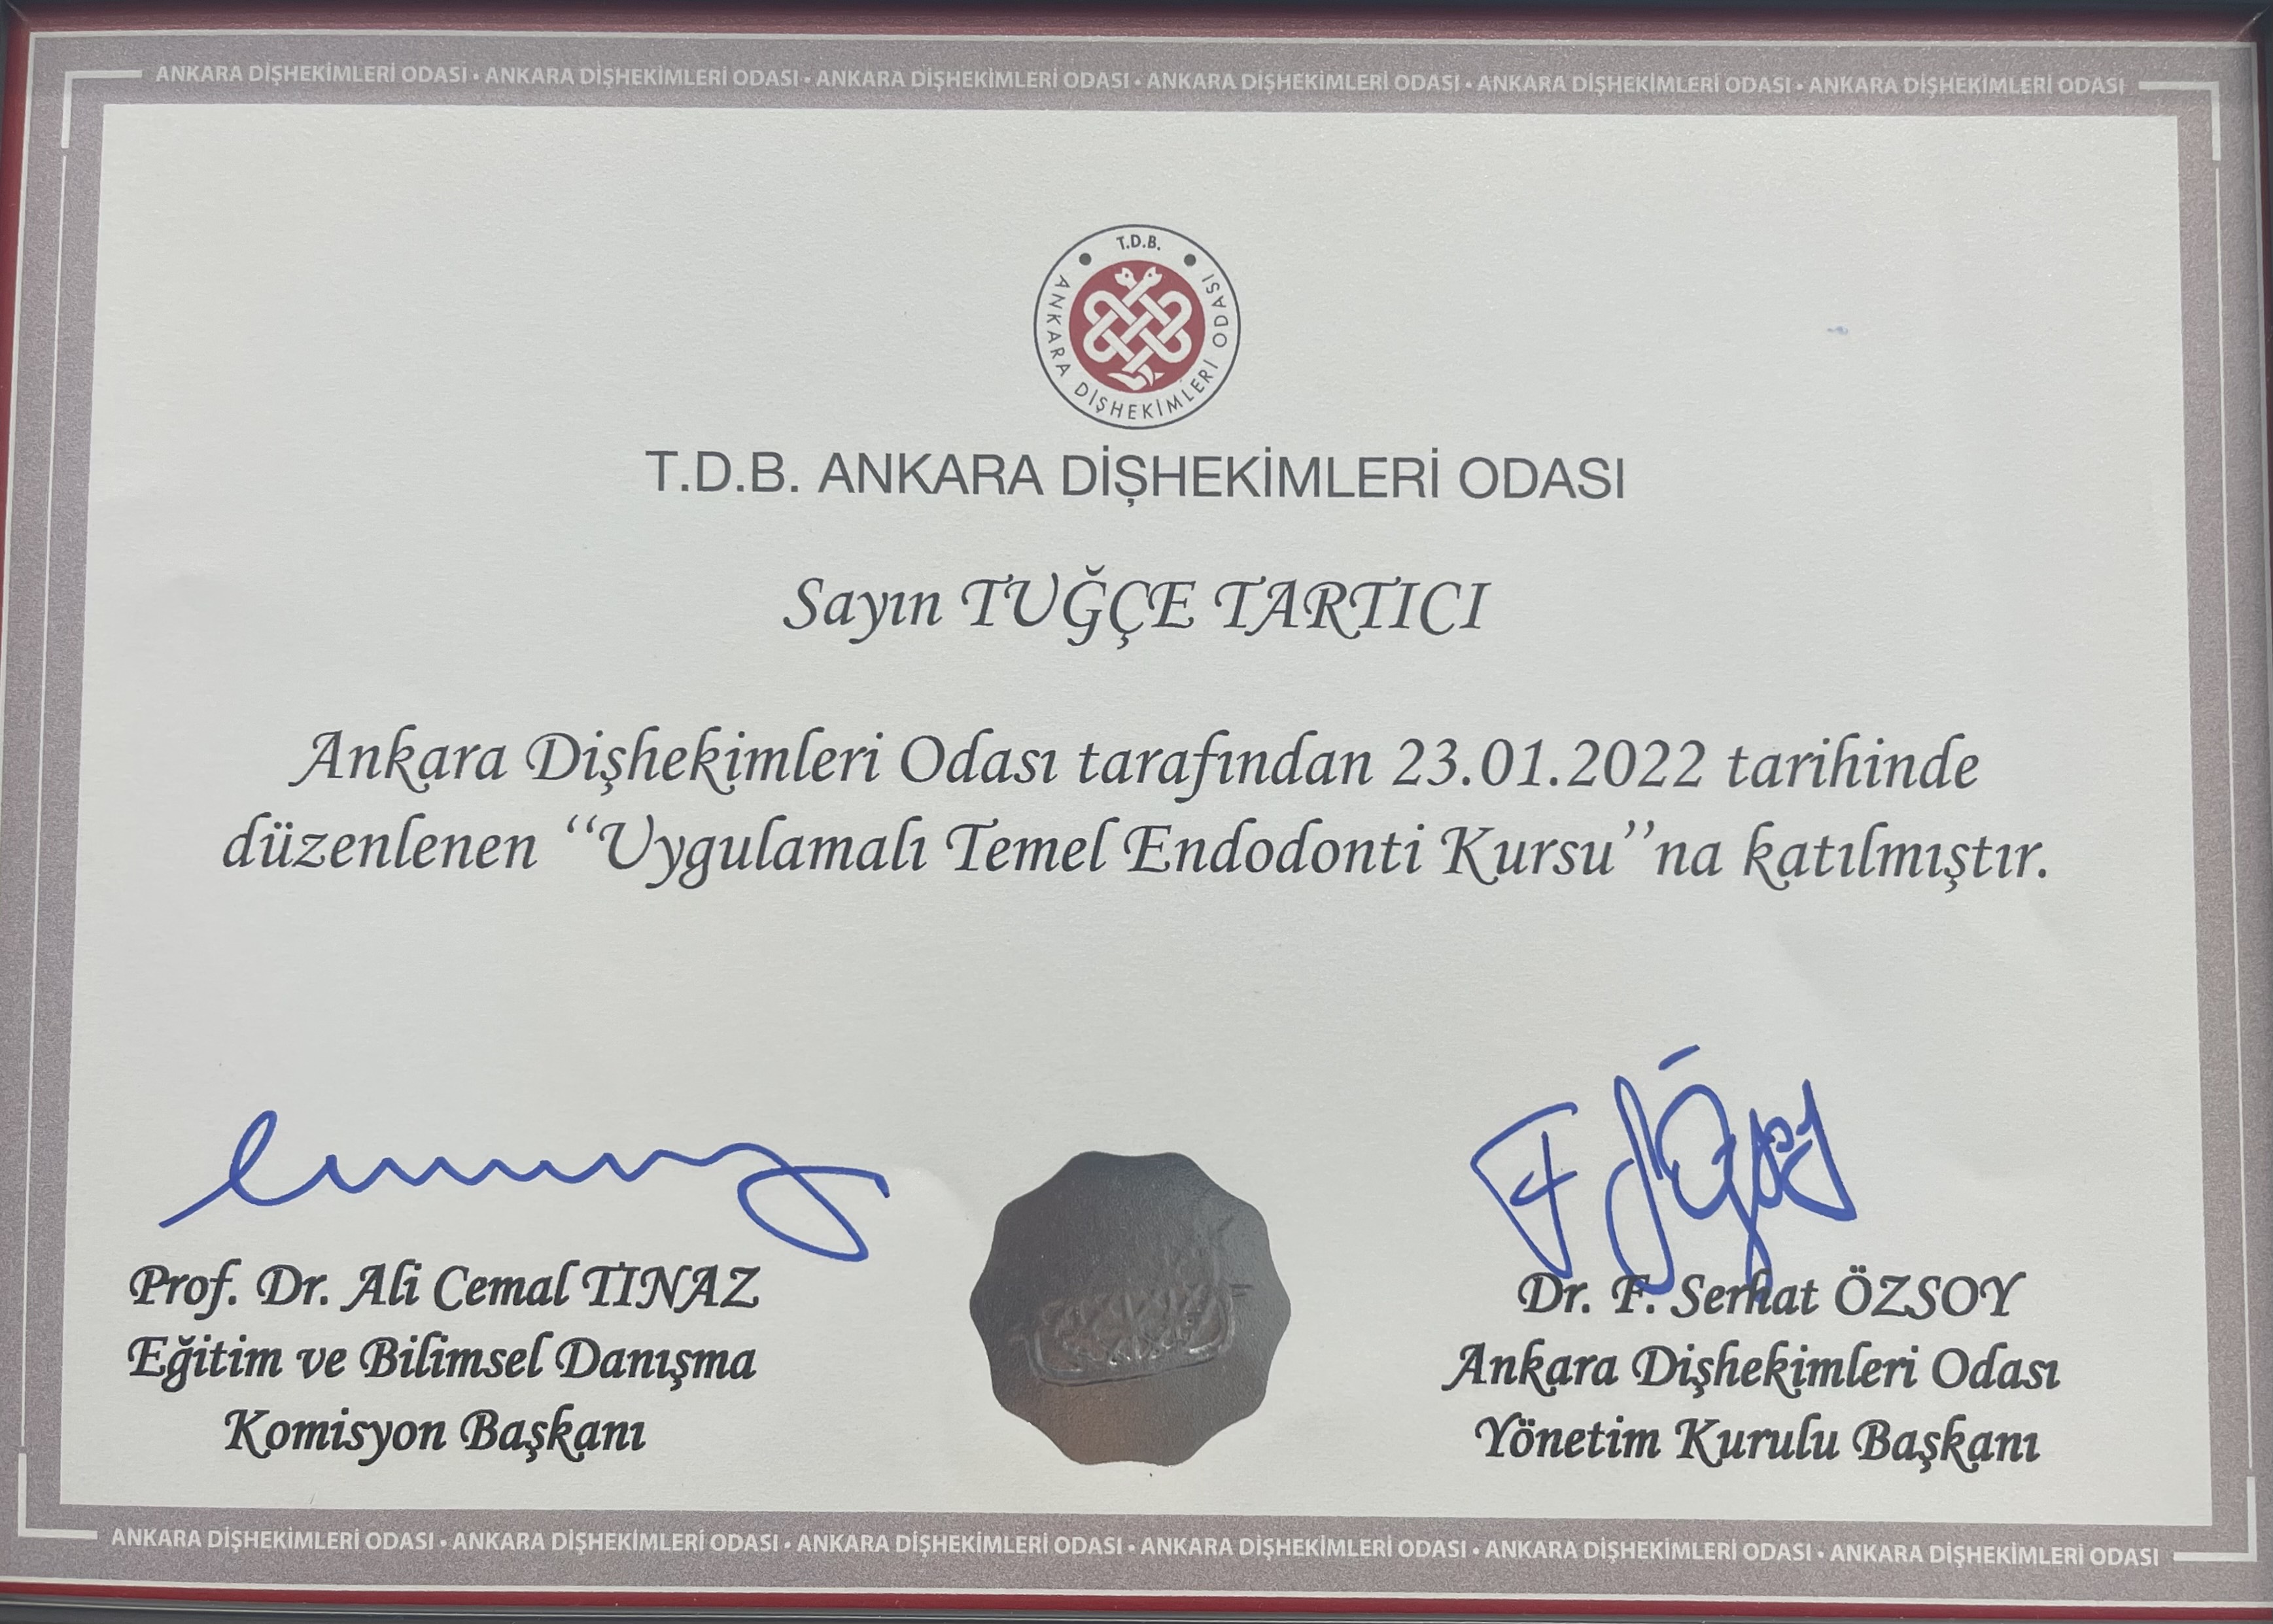 ANKARA DİŞHEKİMLERİ ODASI • ANKARA DİŞHEKİMLERİ ODASI • ANKARA DİŞHEKİMLERİ ODASI • ANKARA DİŞHEKİMLERİ ODASI • ANKARA DİŞHEKİMLERİ ODASI • ANKARA DİŞHEKİMLERİ ODASI
T.D.B.
ANKARA DİŞHEKİMLERİ ODASI
T.D.B. ANKARA DİŞHEKİMLERİ ODASI
Sayın TUĞÇE TARTICI
Ankara Dişhekimleri Odası tarafından 23.01.2022 tarihinde
düzenlenen “Uygulamalı Temel Endodonti Kursu”na katılmıştır.
Prof. Dr. Ali Cemal TINAZ
Eğitim ve Bilimsel Danışma
Komisyon Başkanı
Dr. F. Serhat ÖZSOY
Ankara Dişhekimleri Odası
Yönetim Kurulu Başkanı
ANKARA DİŞHEKİMLERİ ODASI • ANKARA DİŞHEKİMLERİ ODASI • ANKARA DİŞHEKİMLERİ ODASI • ANKARA DİŞHEKİMLERİ ODASI • ANKARA DİŞHEKİMLERİ ODASI • ANKARA DİŞHEKİMLERİ ODASI